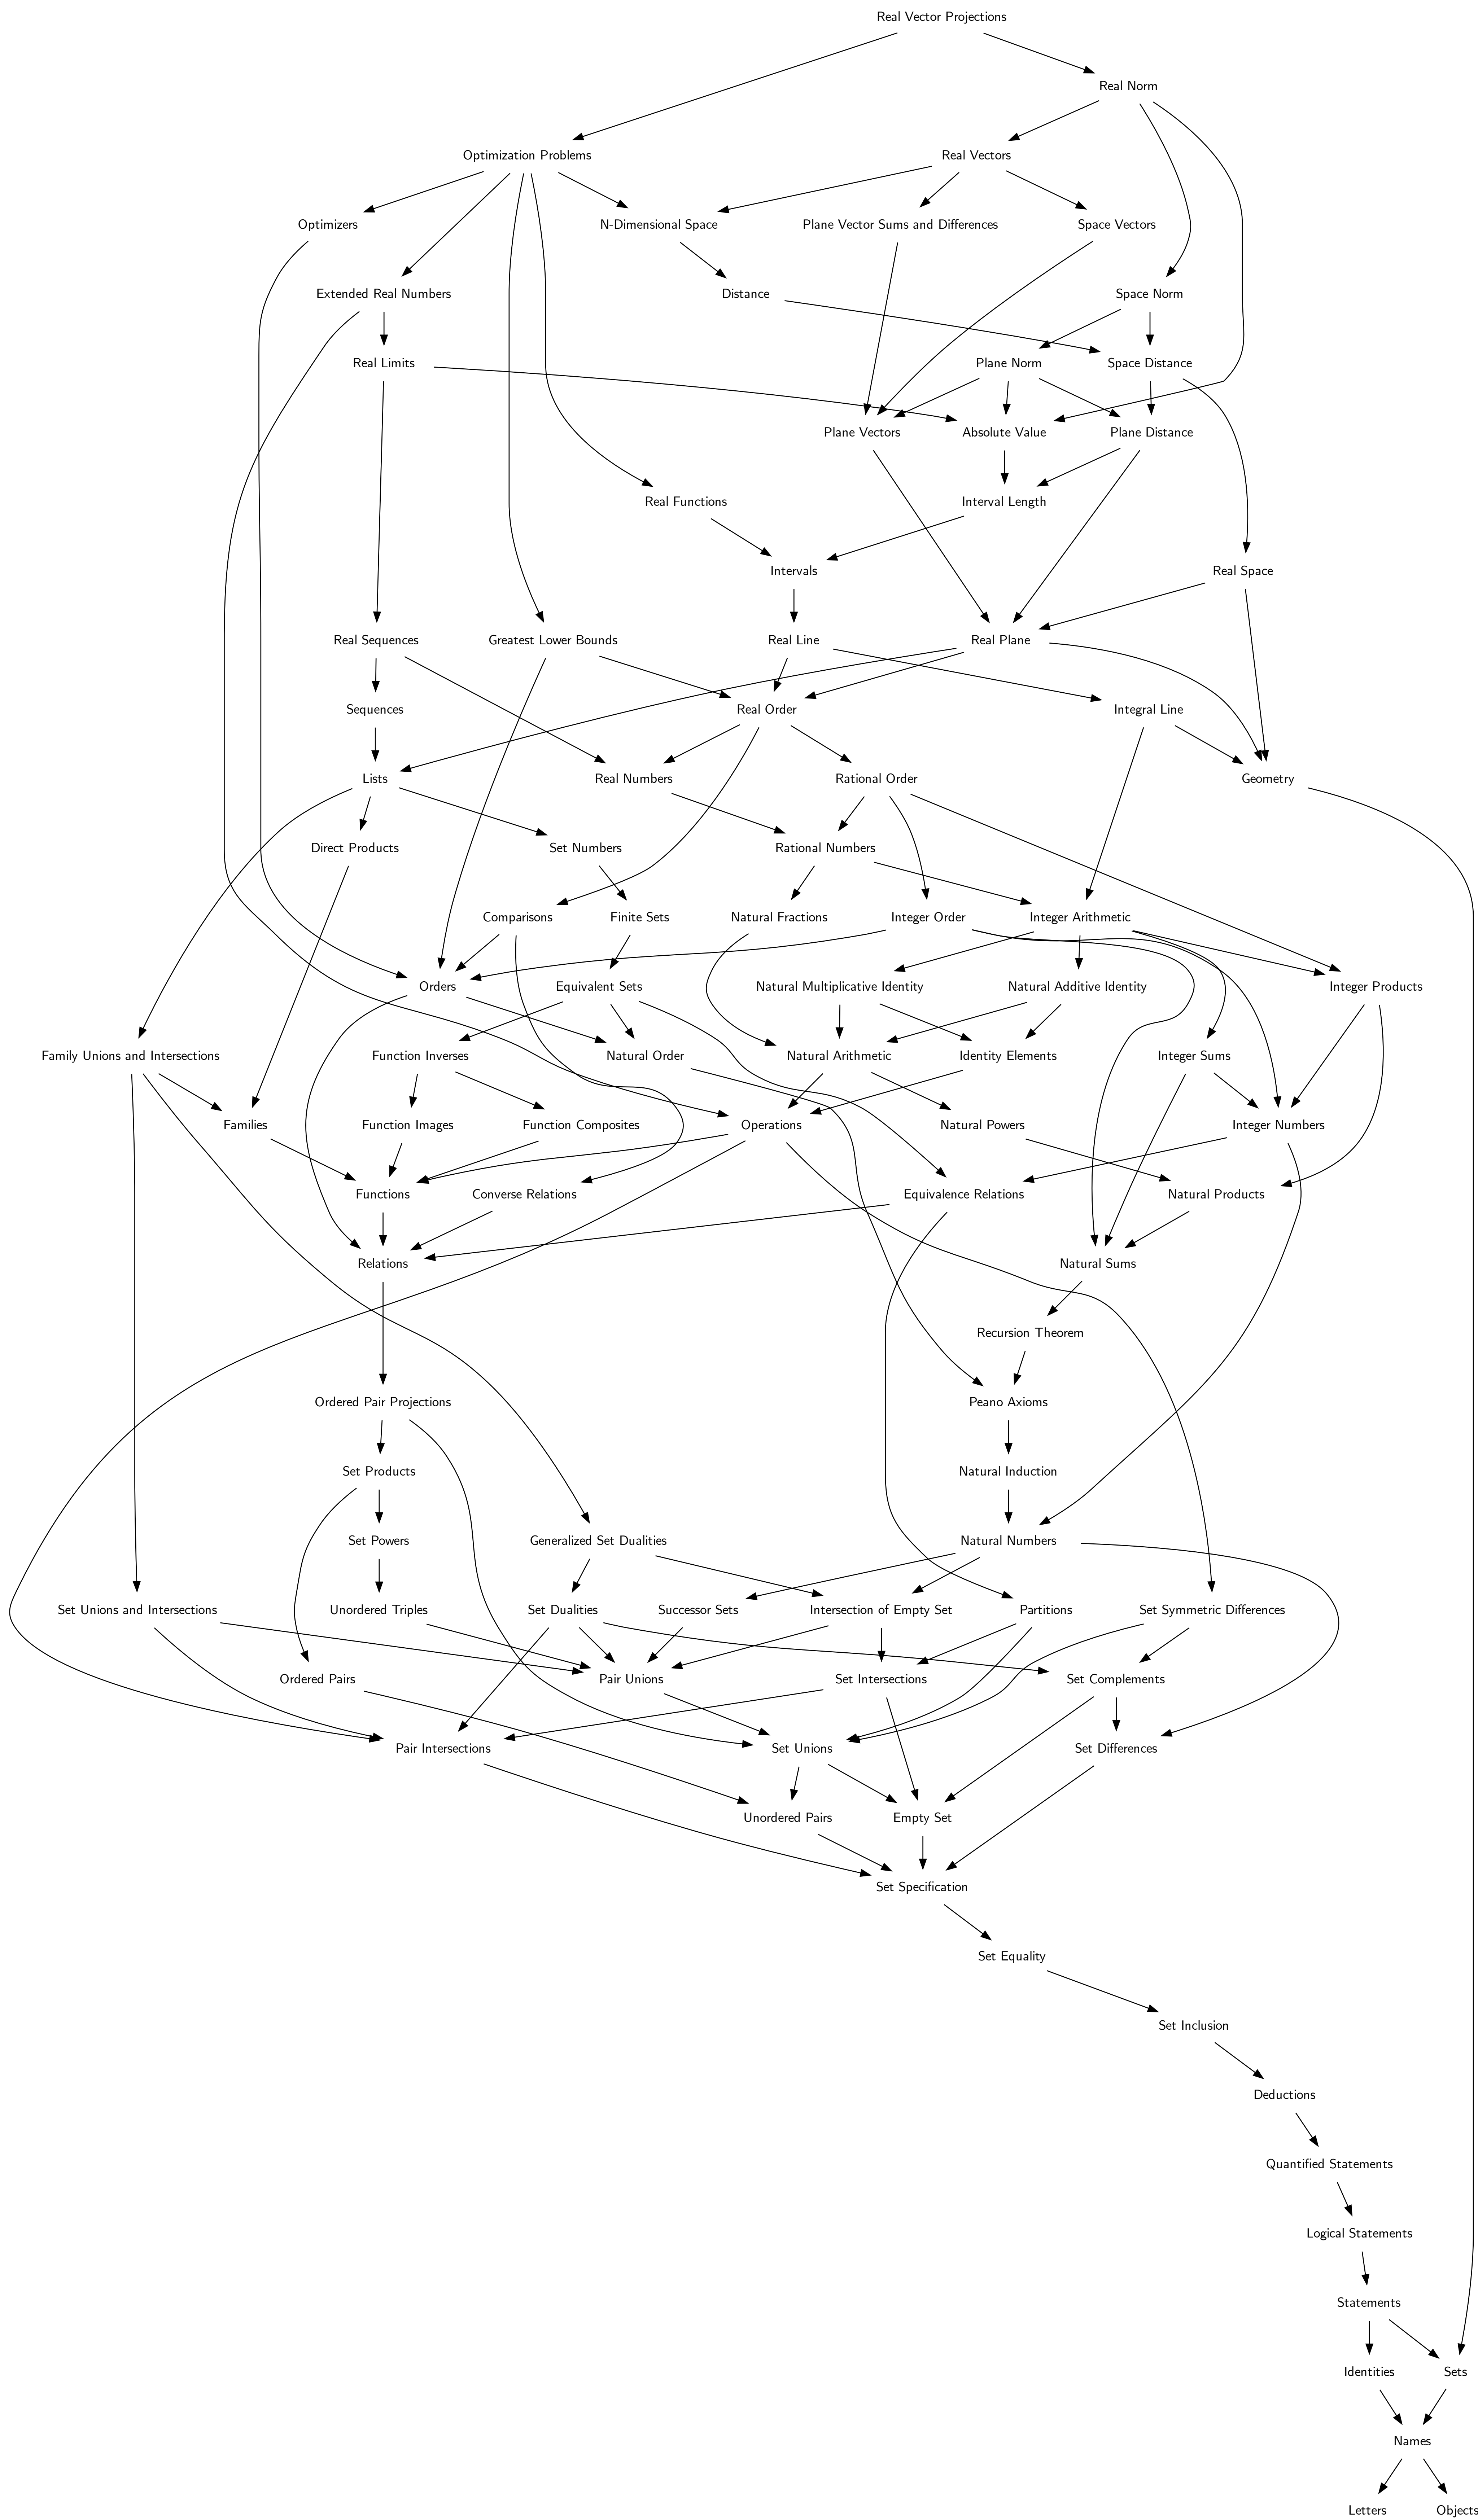 Real Vector Projections
Real Norm
Optimization Problems
Real Vectors
Optimizers
N-Dimensional Space
Plane Vector Sums and Differences
Space Vectors
Extended Real Numbers
Distance
Space Norm
Real Limits
Plane Norm
Space Distance
Plane Vectors
Absolute Value
Plane Distance
Real Functions
Interval Length
Intervals
Real Space
Real Sequences
Greatest Lower Bounds
Real Line
Real Plane
Sequences
Real Order
Integral Line
Lists
Real Numbers
Rational Order
Geometry
Direct Products
Set Numbers
Rational Numbers
Comparisons
Finite Sets
Natural Fractions
Integer Order
Integer Arithmetic
Orders
Equivalent Sets
Natural Multiplicative Identity
Natural Additive Identity
Integer Products
Family Unions and Intersections
Function Inverses
Natural Order
Natural Arithmetic
Identity Elements
Integer Sums
Families
Function Images
Function Composites
Operations
Natural Powers
Integer Numbers
Functions
Converse Relations
Equivalence Relations
Natural Products
Relations
Natural Sums
Recursion Theorem
Ordered Pair Projections
Peano Axioms
Set Products
Natural Induction
Set Powers
Generalized Set Dualities
Natural Numbers
Set Unions and Intersections
Unordered Triples
Set Dualities
Successor Sets
Intersection of Empty Set
Partitions
Set Symmetric Differences
Ordered Pairs
Pair Unions
Set Intersections
Set Complements
Pair Intersections
Set Unions
Set Differences
Unordered Pairs
Empty Set
Set Specification
Set Equality
Set Inclusion
Deductions
Quantified Statements
Logical Statements
Statements
Identities
Sets
Names
Letters
Objects